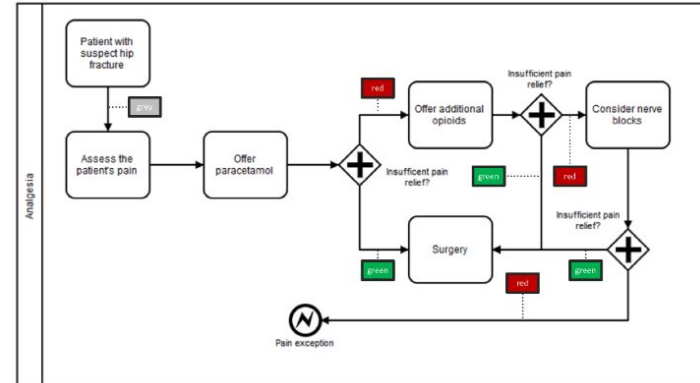 Analgesia
Patient with
suspect hip
fracture
grey
Assess the
patient's pain
Offer
paracetamol
Insufficient pain
relief?
red
Offer additional
opioids
Insufficient pain
relief?
green
red
Consider nerve
blocks
Insufficient pain
relief?
green
Surgery
green
red
Pain exception